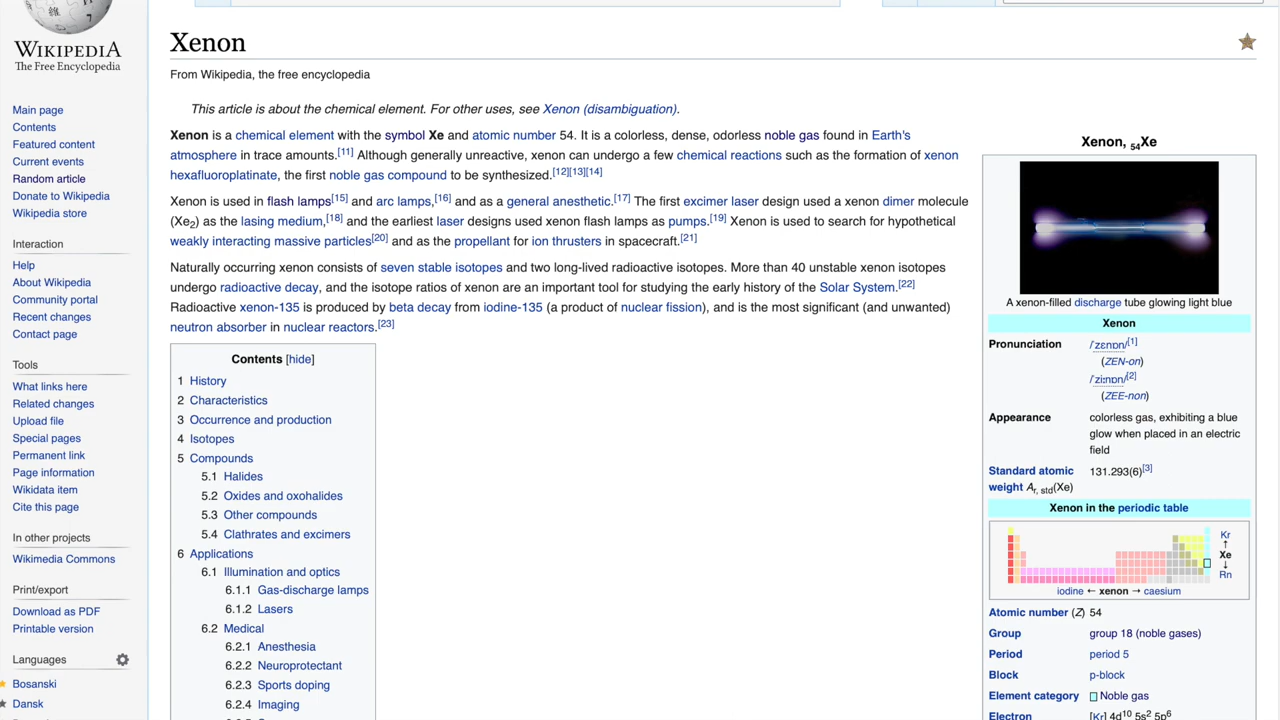 WIKIPEDIA
The Free Encyclopedia
Main page
Contents
Featured content
Current events
Random article
Donate to Wikipedia
Wikipedia store
Interaction
Help
About Wikipedia
Community portal
Recent changes
Contact page
Tools
What links here
Related changes
Upload file
Special pages
Permanent link
Page information
Wikidata item
Cite this page
In other projects
Wikimedia Commons
Print/export
Download as PDF
Printable version
Languages
Bosanski
Dansk
Xenon
From Wikipedia, the free encyclopedia
This article is about the chemical element. For other uses, see Xenon (disambiguation).
Xenon is a chemical element with the symbol Xe and atomic number 54. It is a colorless, dense, odorless noble gas found in Earth's
atmosphere in trace amounts.[11] Although generally unreactive, xenon can undergo a few chemical reactions such as the formation of xenon
hexafluoroplatinate, the first noble gas compound to be synthesized.[12][13][14]
Xenon is used in flash lamps[15] and arc lamps,[16] and as a general anesthetic.[17] The first excimer laser design used a xenon dimer molecule
(Xe2) as the lasing medium,[18] and the earliest laser designs used xenon flash lamps as pumps.[19] Xenon is used to search for hypothetical
weakly interacting massive particles[20] and as the propellant for ion thrusters in spacecraft.[21]
Naturally occurring xenon consists of seven stable isotopes and two long-lived radioactive isotopes. More than 40 unstable xenon isotopes
undergo radioactive decay, and the isotope ratios of xenon are an important tool for studying the early history of the Solar System.[22]
Radioactive xenon-135 is produced by beta decay from iodine-135 (a product of nuclear fission), and is the most significant (and unwanted)
neutron absorber in nuclear reactors.[23]
Contents [hide]
1 History
2 Characteristics
3 Occurrence and production
4 Isotopes
5 Compounds
5.1 Halides
5.2 Oxides and oxohalides
5.3 Other compounds
5.4 Clathrates and excimers
6 Applications
6.1 Illumination and optics
6.1.1 Gas-discharge lamps
6.1.2 Lasers
6.2 Medical
6.2.1 Anesthesia
6.2.2 Neuroprotectant
6.2.3 Sports doping
6.2.4 Imaging
Xenon, 54Xe
A xenon-filled discharge tube glowing light blue
Xenon
Pronunciation /ˈzɛnɒn/[1]
(ZEN-on)
/ˈziːnɒn/[2]
(ZEE-non)
Appearance colorless gas, exhibiting a blue
glow when placed in an electric
field
Standard atomic 131.293(6)[3]
weight Ar, std(Xe)
Xenon in the periodic table
Kr
↑
Xe
↓
Rn
iodine ← xenon → caesium
Atomic number (Z) 54
Group group 18 (noble gases)
Period period 5
Block p-block
Element category Noble gas
Electron [Kr] 4d10 5s2 5p6